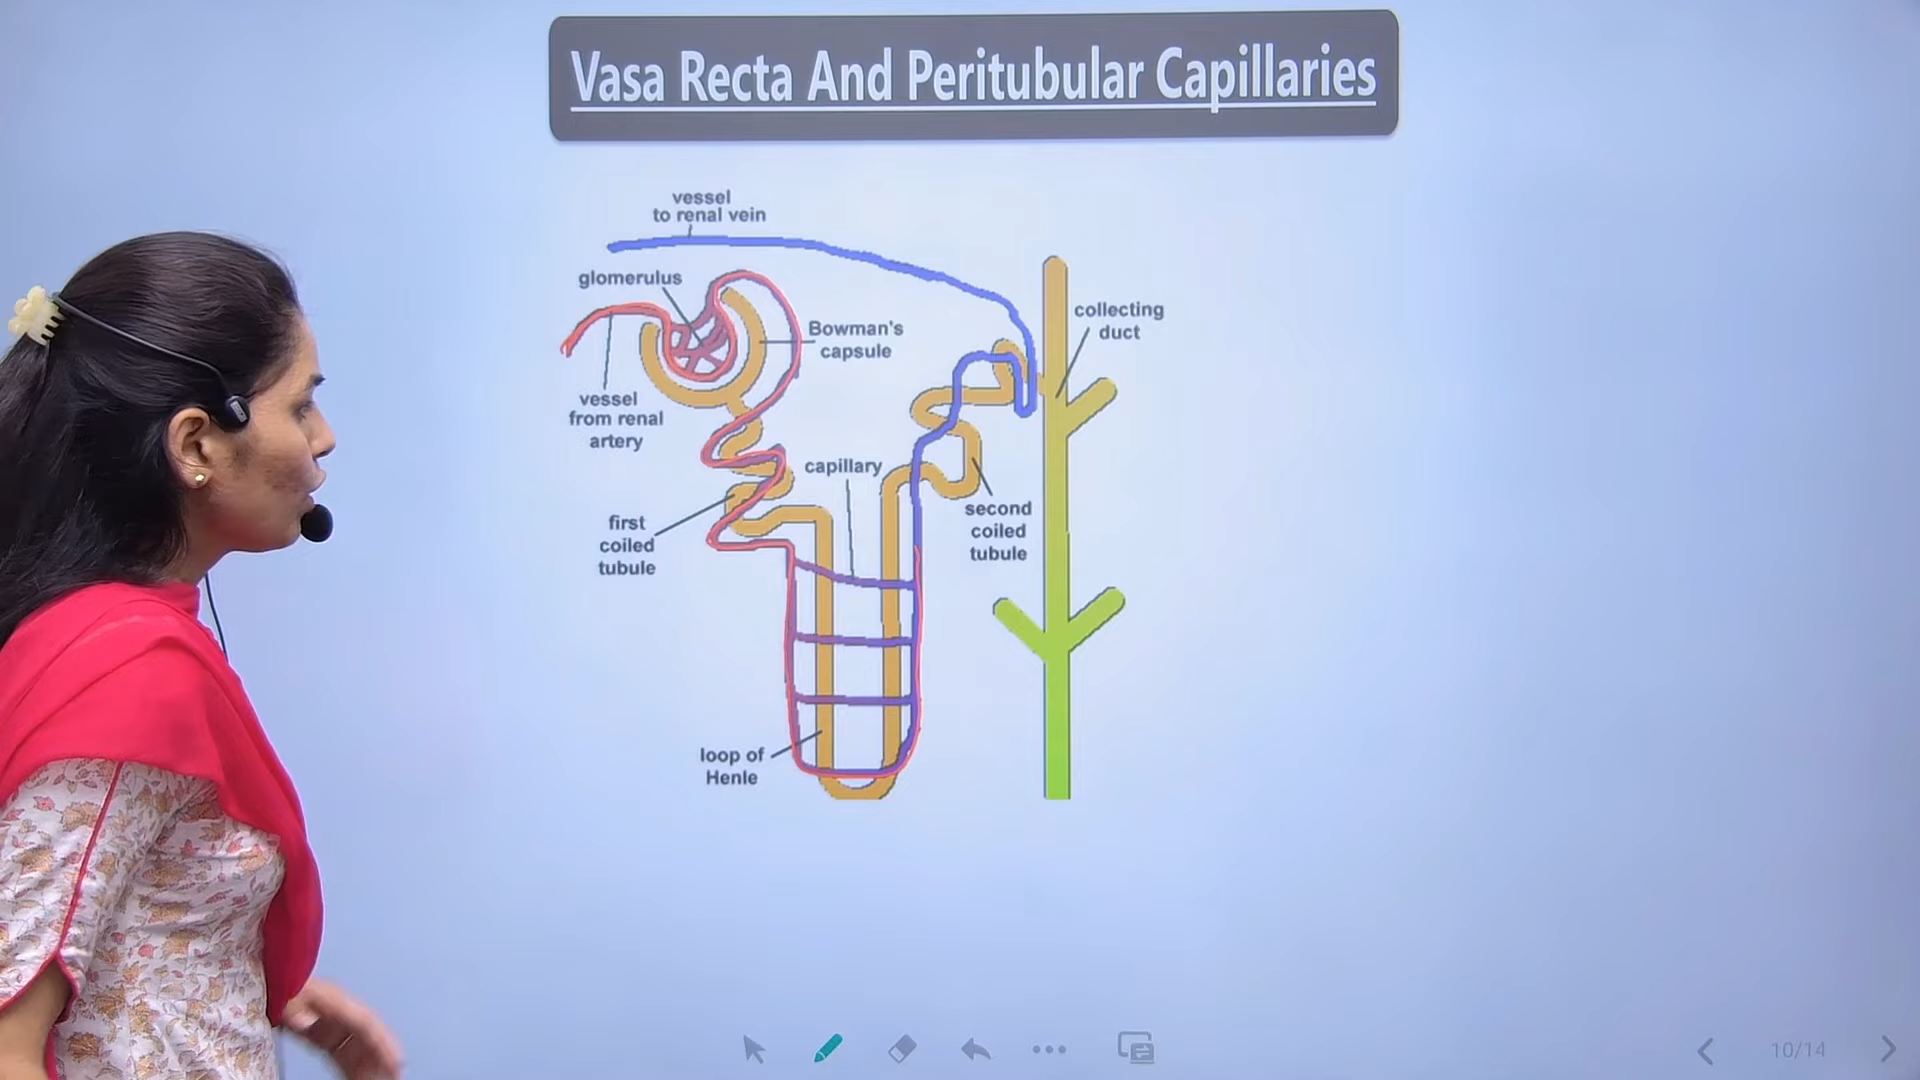 Vasa Recta And Peritubular Capillaries
vessel
to renal vein
glomerulus
Bowman's
capsule
collecting
duct
vessel
from renal
artery
capillary
first
coiled
tubule
second
coiled
tubule
loop of
Henle
10/14